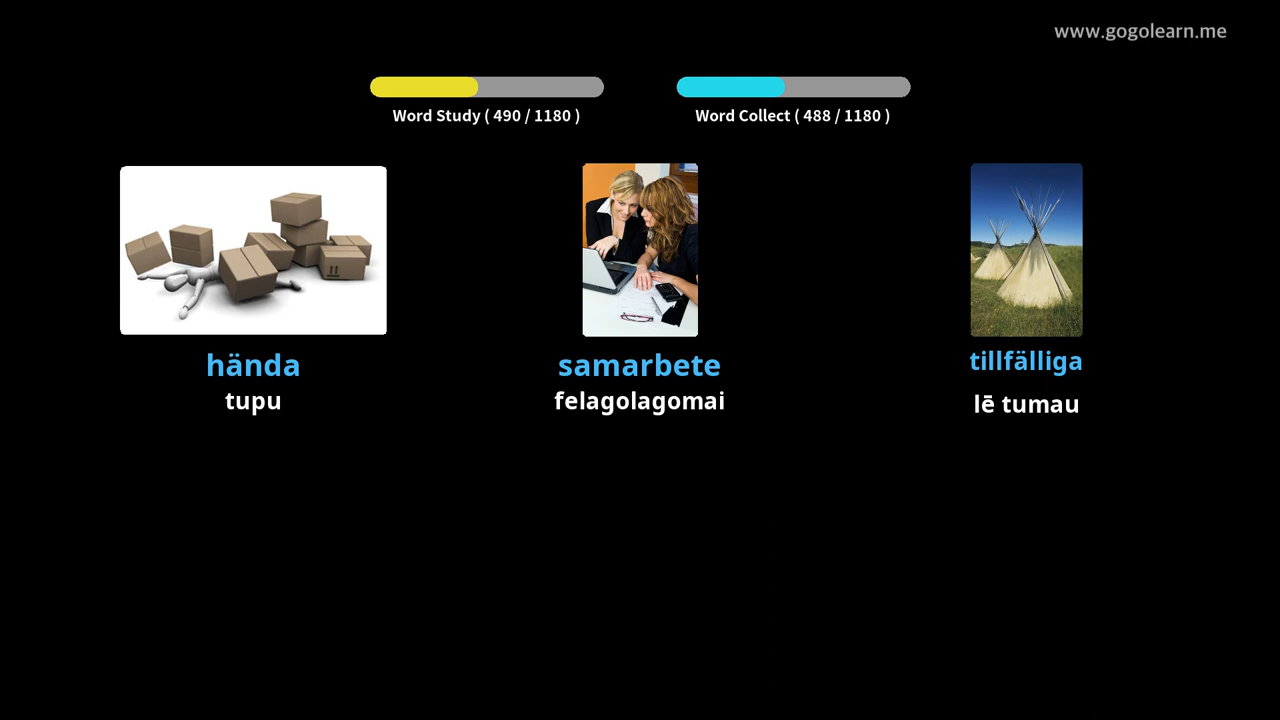 www.gogolearn.me
Word Study ( 490 / 1180 )
Word Collect ( 488 / 1180 )
hända
tupu
samarbete
felagolagomai
tillfälliga
lē tumau